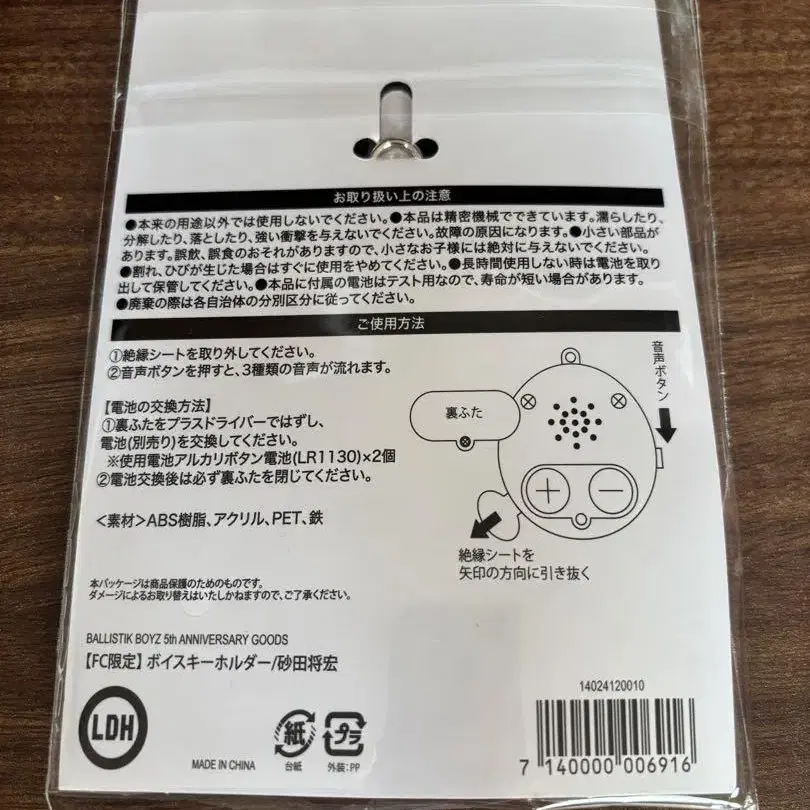 お取り扱い上の注意
●本来の用途以外では使用しないでください。●本品は精密機械でできています。濡らしたり、
分解したり、落としたり、強い衝撃を与えないでください。故障の原因になります。●小さい部品が
あります。誤飲、誤食のおそれがありますので、小さなお子様には絶対に与えないでください。
●割れ、ひびが生じた場合はすぐに使用をやめてください。●長時間使用しない時は電池を取り
出して保管してください。●本品に付属の電池はテスト用なので、寿命が短い場合があります。
●廃棄の際は各自治体の分別区分に従ってください。
ご使用方法
①絶縁シートを取り外してください。
②音声ボタンを押すと、3種類の音声が流れます。
【電池の交換方法】
①裏ふたをプラスドライバーではずし、
電池(別売り)を交換してください。
※使用電池アルカリボタン電池(LR1130)×2個
②電池交換後は必ず裏ふたを閉じてください。
＜素材＞ABS樹脂、アクリル、PET、鉄
音声ボタン
裏ふた
＋ －
絶縁シートを
矢印の方向に引き抜く
本パッケージは商品保護のためのものです。
ダメージによるお取り替えはいたしかねますので、ご了承ください。
BALLISTIK BOYZ 5th ANNIVERSARY GOODS
【FC限定】ボイスキーホルダー/砂田将宏
LDH
MADE IN CHINA
紙
台紙
プラ
外装:PP
14024120010
7 140000 006916